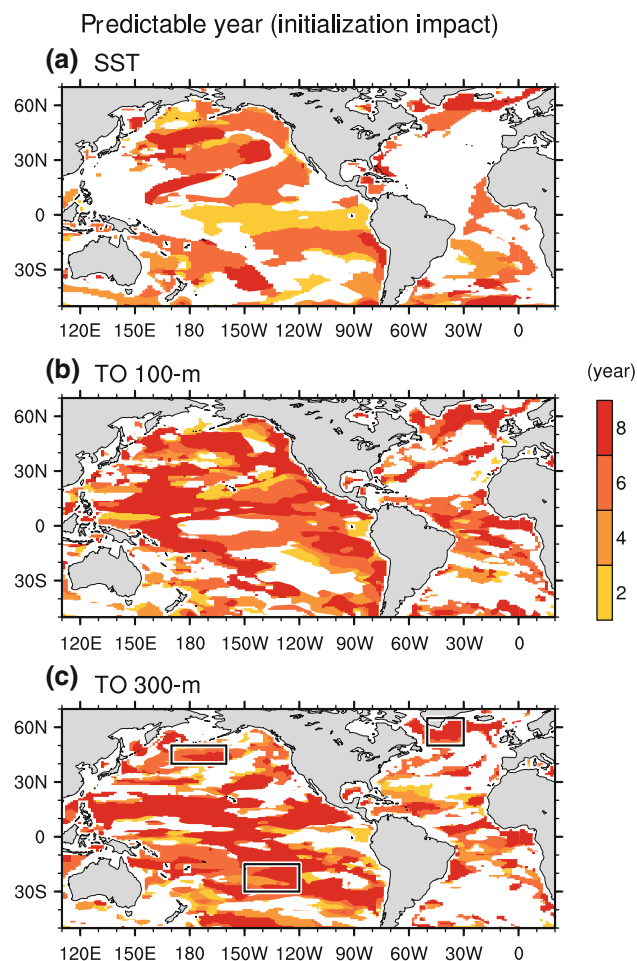 Predictable year (initialization impact)
(a) SST
60N
30N
0
30S
120E 150E 180 150W 120W 90W 60W 30W 0
(b) TO 100-m
(year)
60N
30N
0
30S
8
6
4
2
120E 150E 180 150W 120W 90W 60W 30W 0
(c) TO 300-m
60N
30N
0
30S
120E 150E 180 150W 120W 90W 60W 30W 0